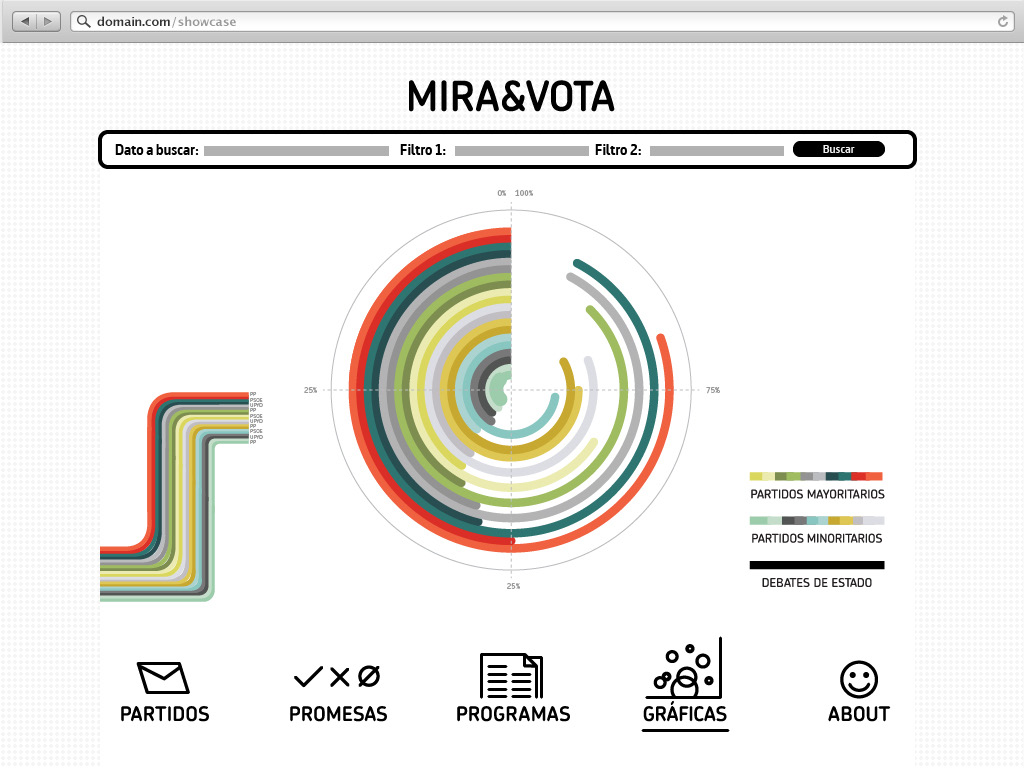 domain.com/showcase
MIRA&VOTA
Dato a buscar: Filtro 1: Filtro 2: Buscar
0% 100%
25% 75%
PP
PSOE
UPYD
PP
PSOE
UPYD
PP
PSOE
UPYD
PP
PARTIDOS MAYORITARIOS
PARTIDOS MINORITARIOS
DEBATES DE ESTADO
25%
PARTIDOS PROMESAS PROGRAMAS GRÁFICAS ABOUT